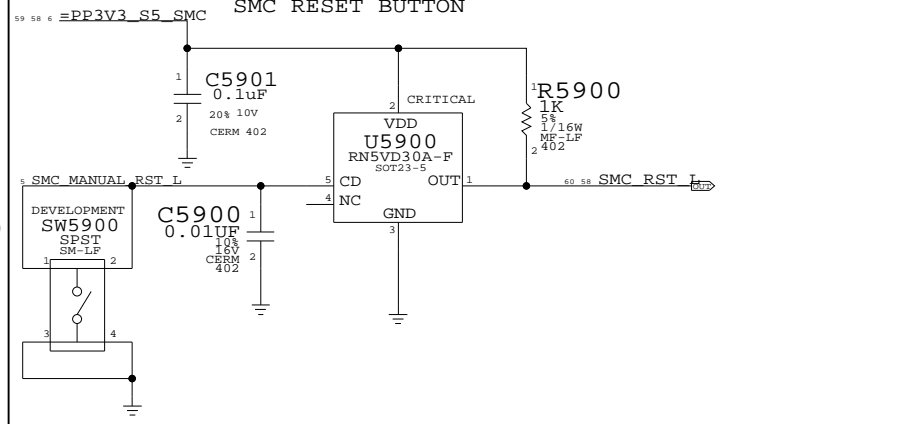 SMC RESET BUTTON
59 58 6 =PP3V3_S5_SMC
1
C5901
0.1uF
20% 10V
2
CERM 402
2
CRITICAL
VDD
U5900
RN5VD30A-F
SOT23-5
1
R5900
1K
5%
1/16W
MF-LF
2 402
5 SMC_MANUAL_RST_L
5
CD
OUT
1
60 58 SMC_RST_L
OUT
4
NC
GND
3
DEVELOPMENT
SW5900
SPST
SM-LF
C5900
1
0.01UF
10%
16V
CERM
402
2
1
2
3
4